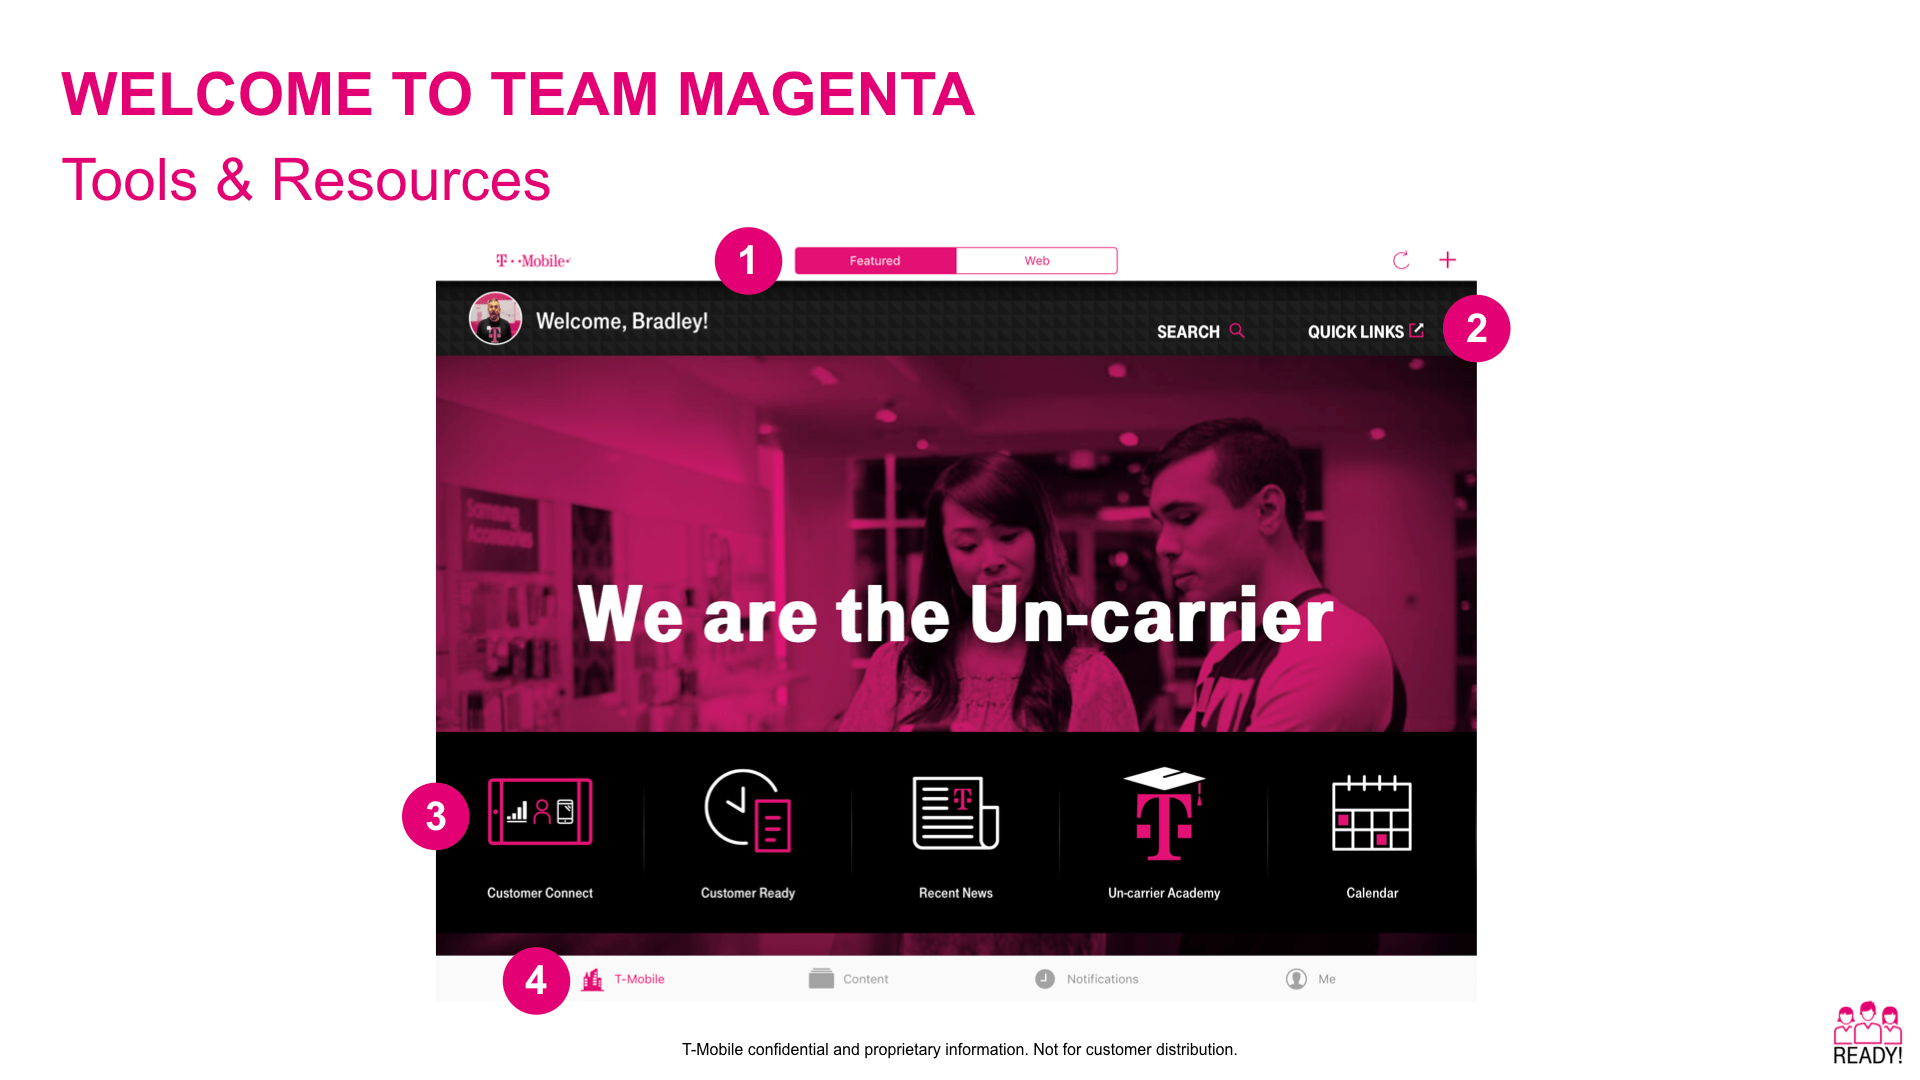 WELCOME TO TEAM MAGENTA
Tools & Resources
1
T··Mobile·
Featured
Web
Welcome, Bradley!
SEARCH
QUICK LINKS
2
Samsung
Accessories
We are the Un-carrier
3
Customer Connect
Customer Ready
Recent News
Un-carrier Academy
Calendar
4
T-Mobile
Content
Notifications
Me
T-Mobile confidential and proprietary information. Not for customer distribution.
READY!